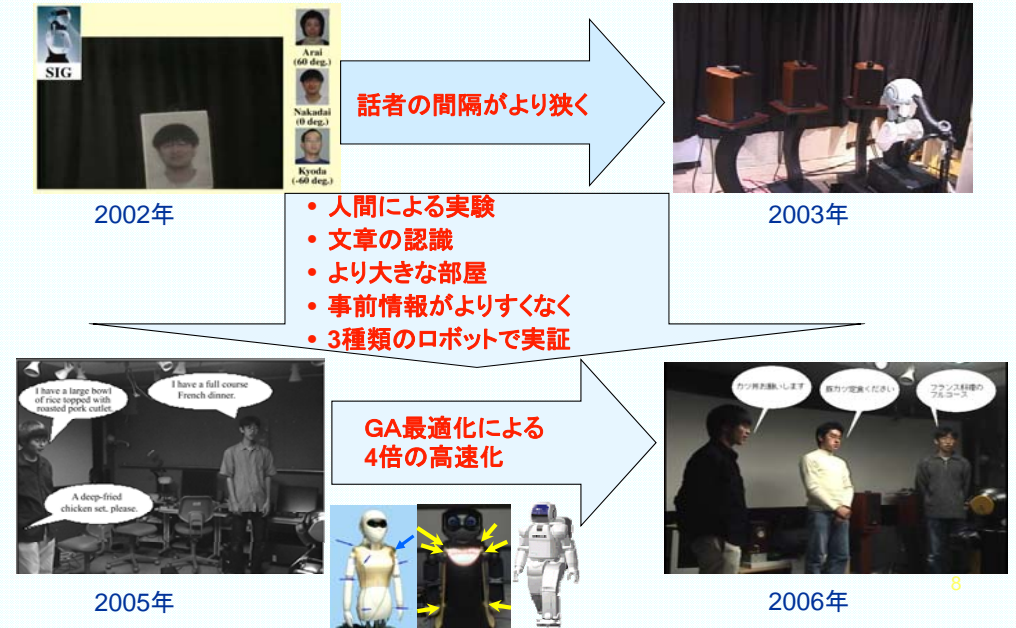 SIG
Arai
(60 deg.)
Nakadai
(0 deg.)
Kyoda
(-60 deg.)
話者の間隔がより狭く
2002年
2003年
• 人間による実験
• 文章の認識
• より大きな部屋
• 事前情報がよりすくなく
• 3種類のロボットで実証
I have a large bowl
of rice topped with
roasted pork cutlet.
I have a full course
French dinner.
A deep-fried
chicken set, please.
GA最適化による
4倍の高速化
カツ丼お願いします
豚カツ定食ください
フランス料理の
フルコース
2005年
2006年
8